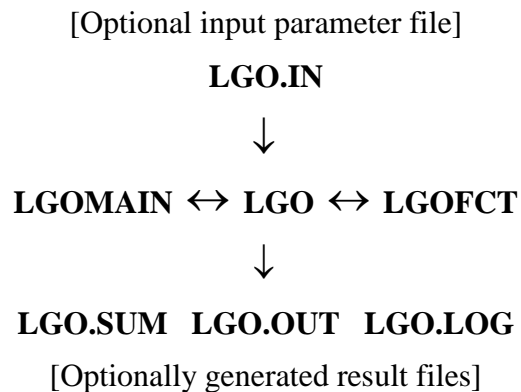 [Optional input parameter file]
LGO.IN
↓
LGOMAIN ↔ LGO ↔ LGOFCT
↓
LGO.SUM LGO.OUT LGO.LOG
[Optionally generated result files]